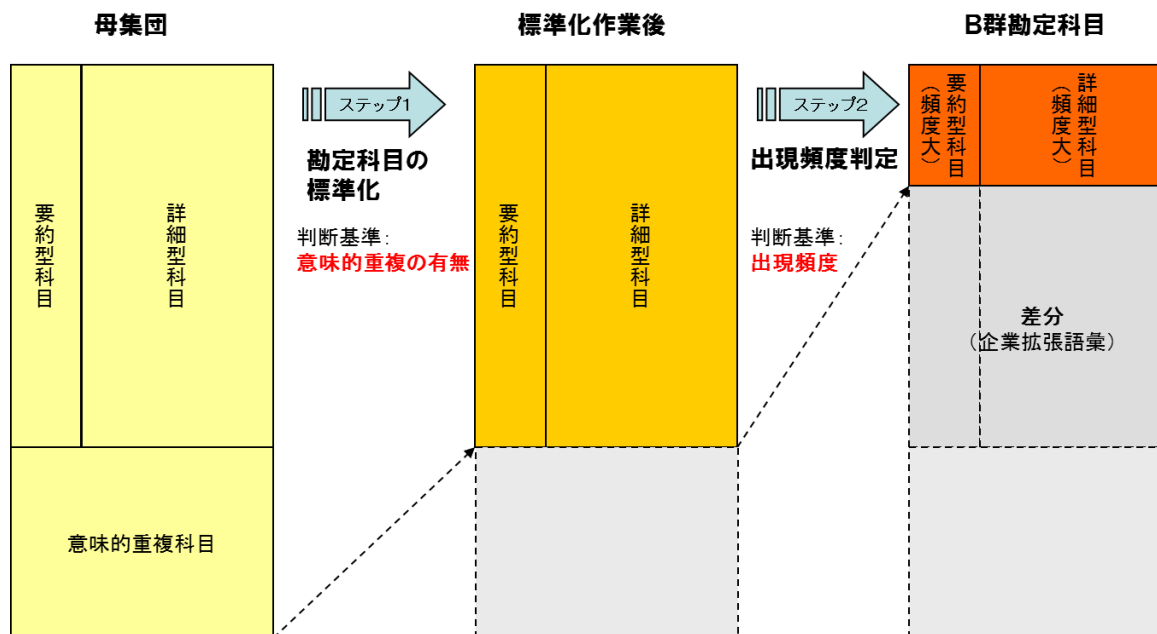 母集団
標準化作業後
B群勘定科目
要約型科目
詳細型科目
意味的重複科目
ステップ1
勘定科目の
標準化
判断基準:
意味的重複の有無
要約型科目
詳細型科目
ステップ2
出現頻度判定
判断基準:
出現頻度
要約型科目
(頻度大)
詳細型科目
(頻度大)
差分
(企業拡張語彙)